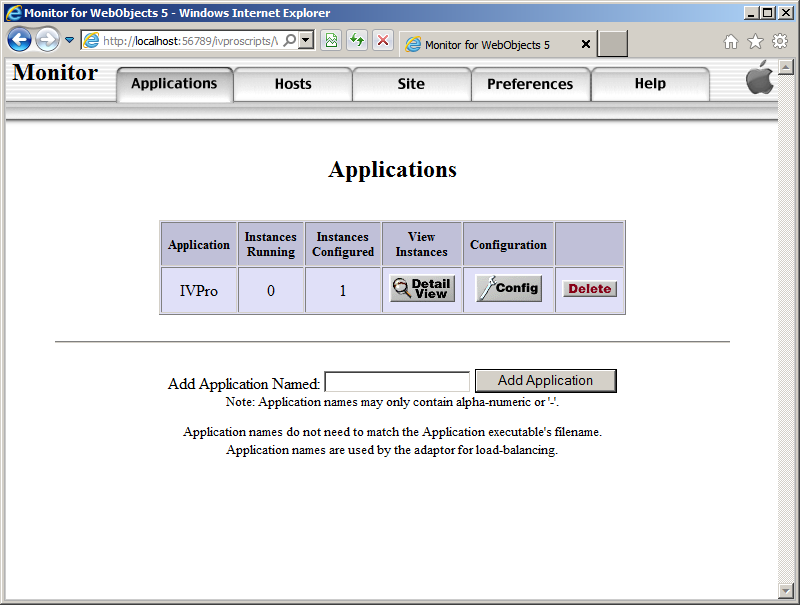 Monitor for WebObjects 5 - Windows Internet Explorer
http://localhost:56789/ivproscripts/\
Monitor for WebObjects 5
Monitor
Applications
Hosts
Site
Preferences
Help
Applications
Application
Instances Running
Instances Configured
View Instances
Configuration
IVPro
0
1
Detail View
Config
Delete
Add Application Named:
Add Application
Note: Application names may only contain alpha-numeric or '-'.
Application names do not need to match the Application executable's filename.
Application names are used by the adaptor for load-balancing.